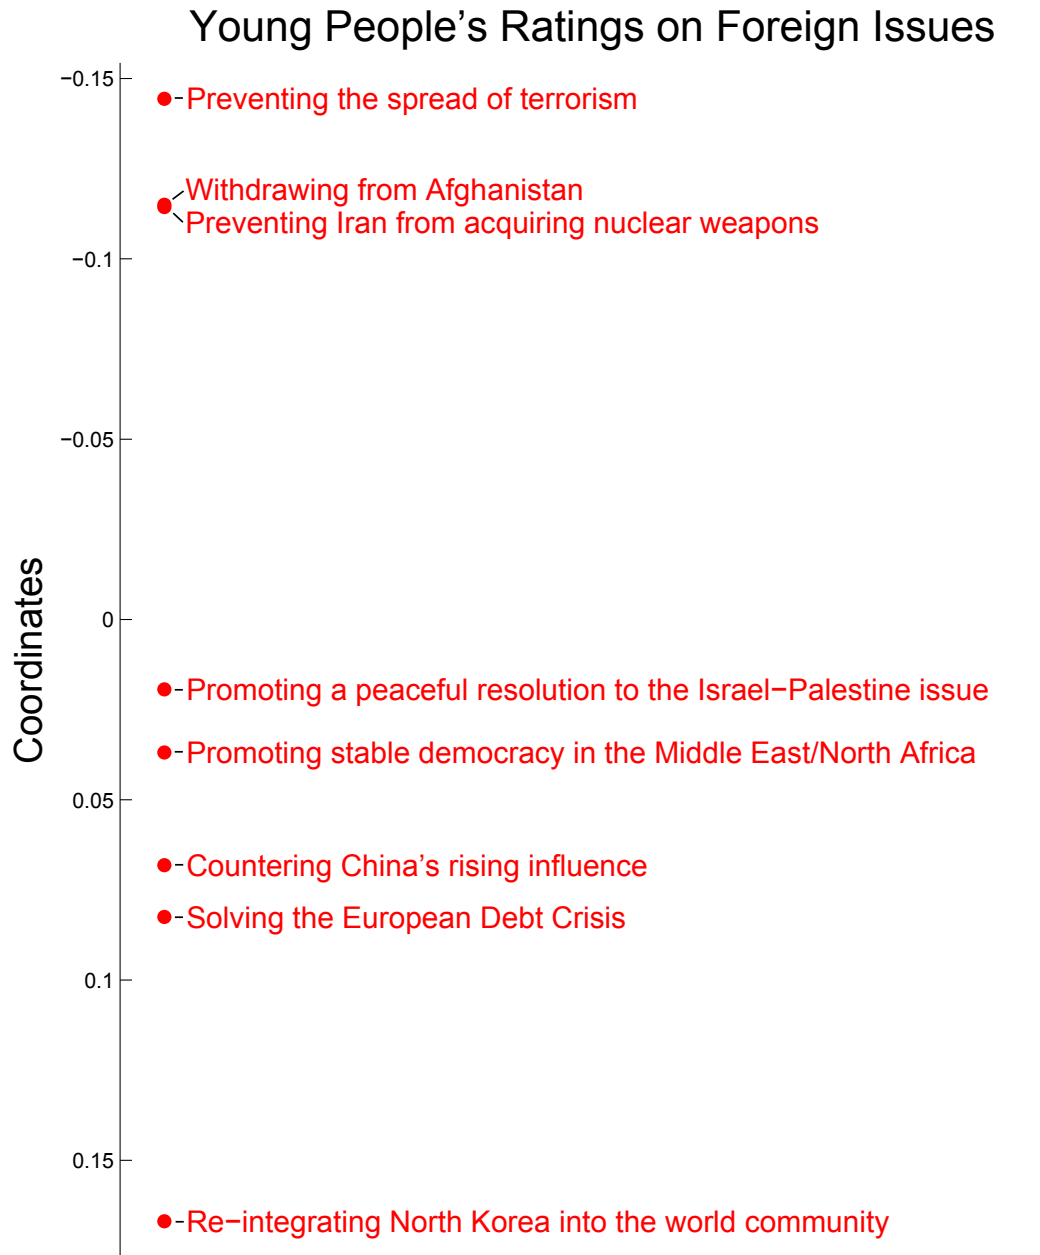 Young People’s Ratings on Foreign Issues
−0.15
Preventing the spread of terrorism
Withdrawing from Afghanistan
Preventing Iran from acquiring nuclear weapons
−0.1
−0.05
Coordinates
0
Promoting a peaceful resolution to the Israel−Palestine issue
Promoting stable democracy in the Middle East/North Africa
0.05
Countering China’s rising influence
Solving the European Debt Crisis
0.1
0.15
Re−integrating North Korea into the world community